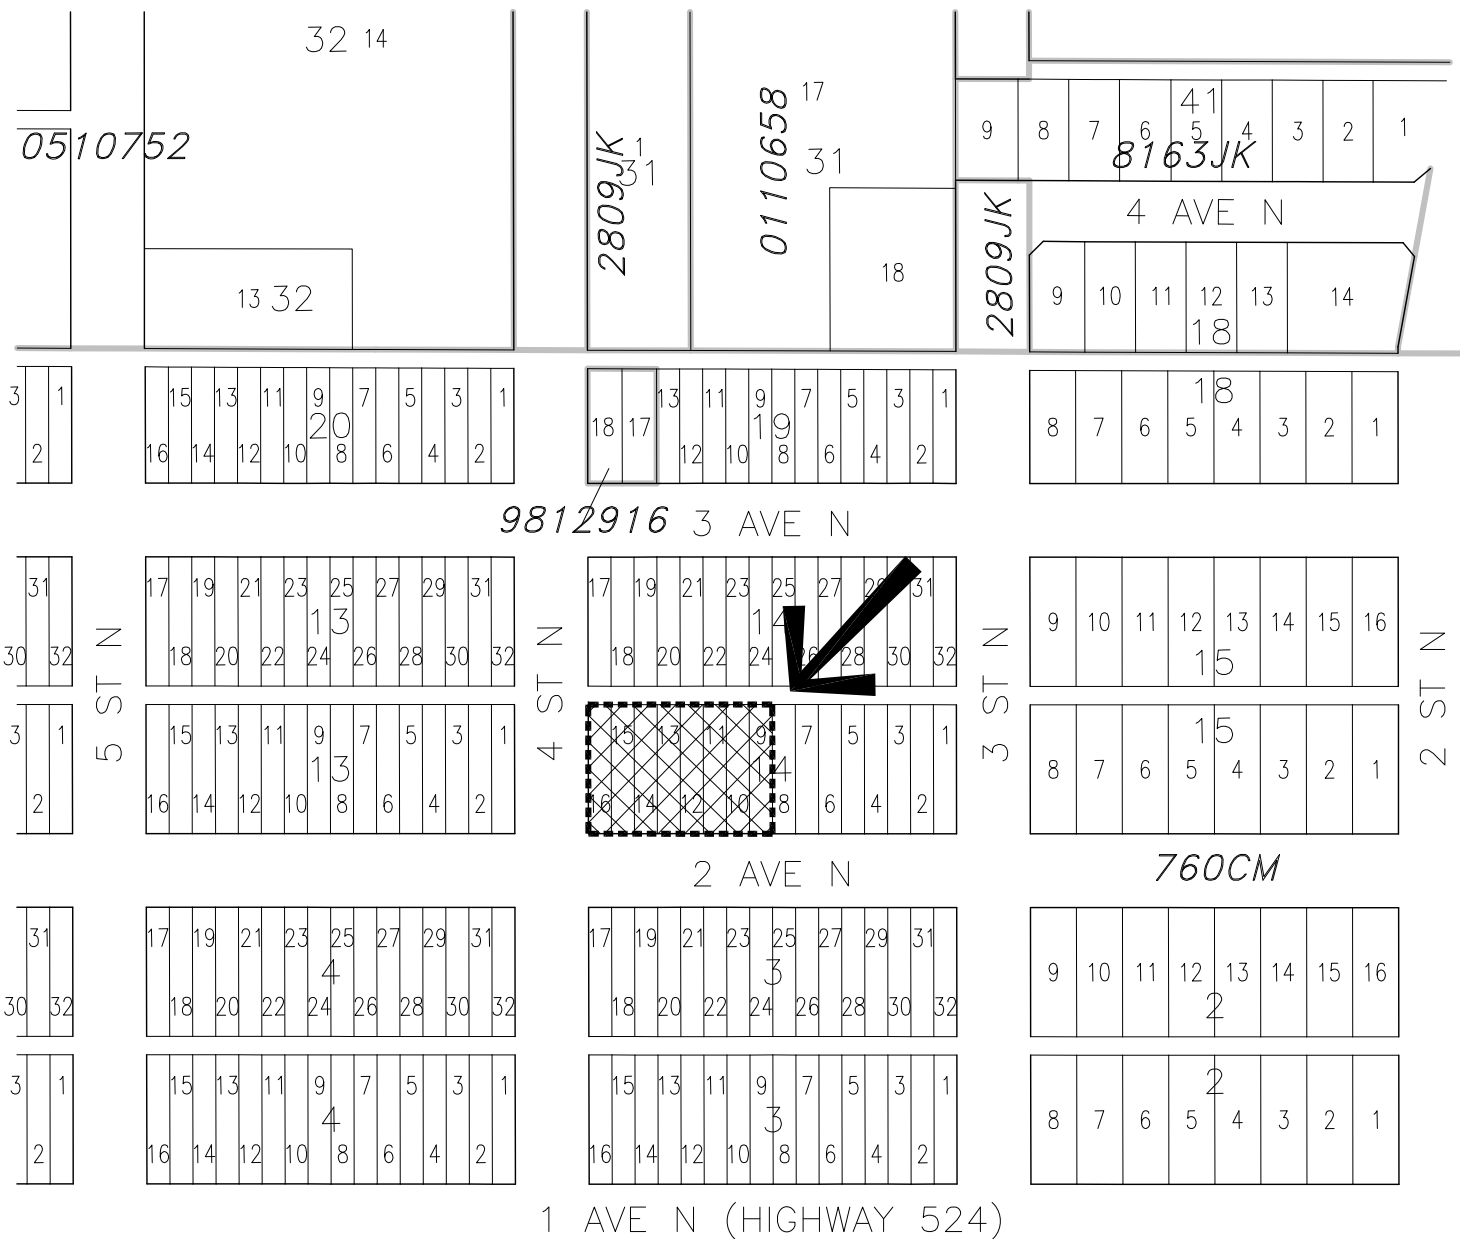 32 14
17
41
9 8 7 6 5 4 3 2 1
0510752
2809JK
1
31
0110658
31
8163JK
4 AVE N
2809JK
18
13 32
9 10 11 12 13 14
18
3 1
2
15 13 11 9 7 5 3 1
20
16 14 12 10 8 6 4 2
18 17
13 11 9 7 5 3 1
19
12 10 8 6 4 2
18
8 7 6 5 4 3 2 1
9812916
3 AVE N
31
30 32
17 19 21 23 25 27 29 31
13
18 20 22 24 26 28 30 32
17 19 21 23 25 27 29 31
14
18 20 22 24 26 28 30 32
9 10 11 12 13 14 15 16
15
5 ST N
4 ST N
3 ST N
2 ST N
3 1
2
15 13 11 9 7 5 3 1
13
16 14 12 10 8 6 4 2
15 13 11 9 7 5 3 1
14
16 14 12 10 8 6 4 2
15
8 7 6 5 4 3 2 1
2 AVE N
760CM
31
30 32
17 19 21 23 25 27 29 31
4
18 20 22 24 26 28 30 32
17 19 21 23 25 27 29 31
3
18 20 22 24 26 28 30 32
9 10 11 12 13 14 15 16
2
3 1
2
15 13 11 9 7 5 3 1
4
16 14 12 10 8 6 4 2
15 13 11 9 7 5 3 1
3
16 14 12 10 8 6 4 2
2
8 7 6 5 4 3 2 1
1 AVE N (HIGHWAY 524)